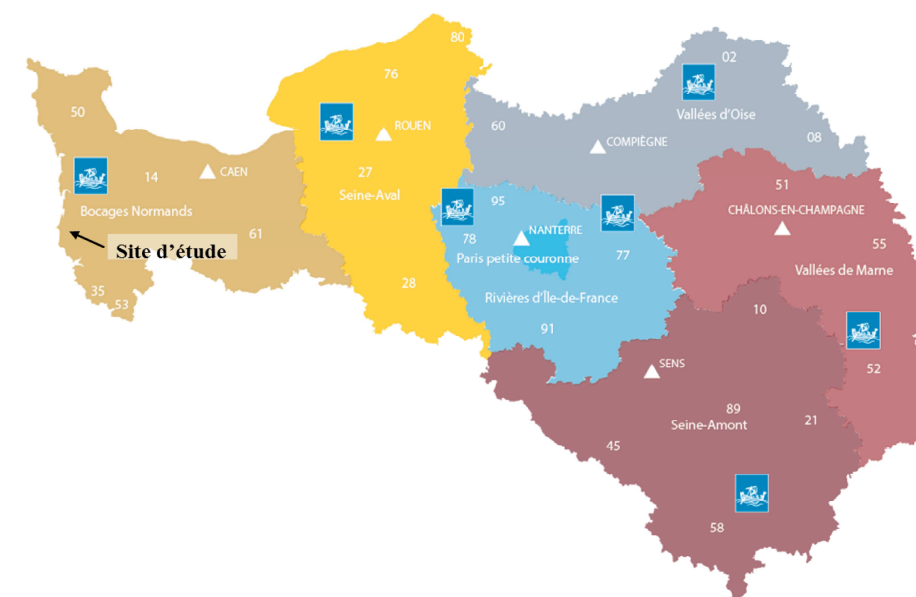 80
02
76
50
ROUEN
Vallées d'Oise
60
08
COMPIÈGNE
14
CAEN
27
51
Seine-Aval
95
CHÂLONS-EN-CHAMPAGNE
Bocages Normands
61
78
NANTERRE
77
55
Site d'étude
Paris petite couronne
Vallées de Marne
35
28
Rivières d'Île-de-France
53
10
91
SENS
52
89
21
Seine-Amont
45
58